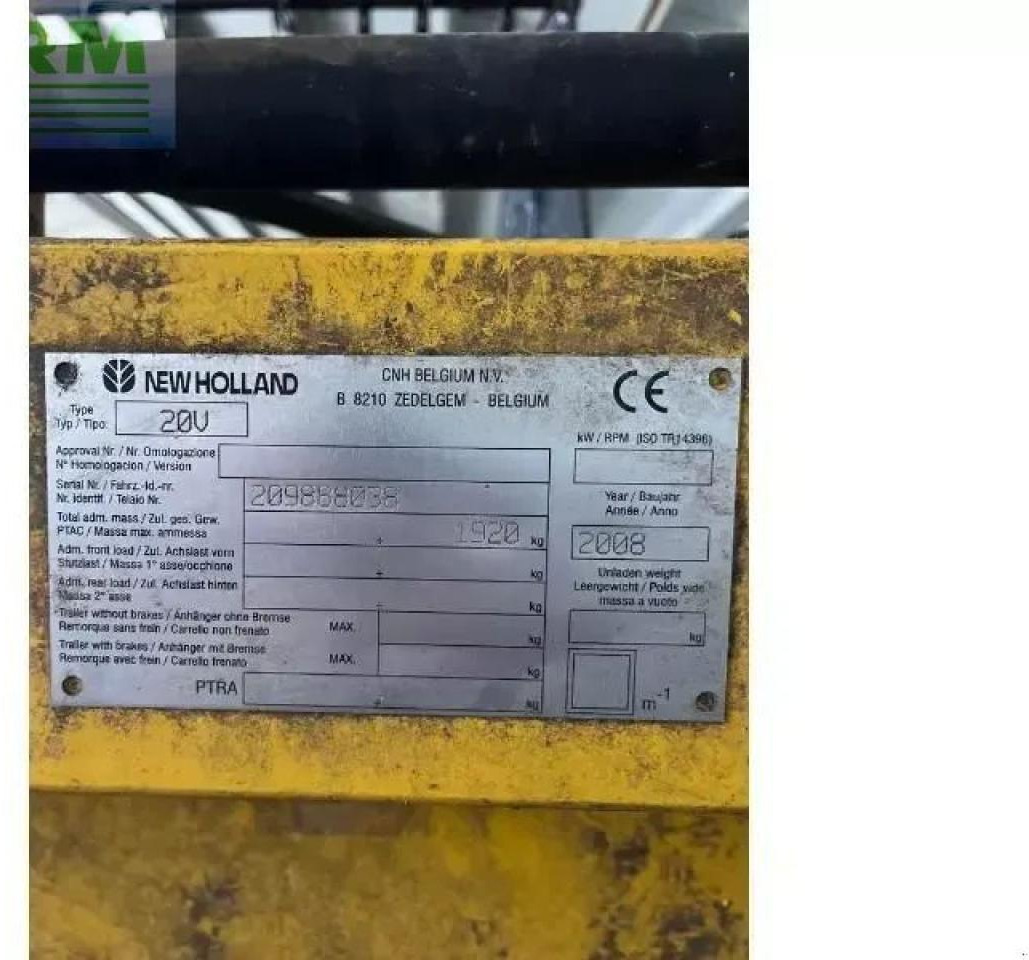 RM
NEW HOLLAND
CNH BELGIUM N.V.
B 8210 ZEDELGEM - BELGIUM
CE
Type
Typ / Tipo:
20V
Approval Nr. / Nr. Omologazione
N° Homologacion / Version
Serial Nr. / Fahrz.-Id.-nr.
Nr. identif. / Telaio Nr.
209868038
Total adm. mass / Zul. ges. Gew.
PTAC / Massa max. ammessa
1920 kg
Adm. front load / Zul. Achslast vorn
Stutzlast / Massa 1° asse/occhione
kg
Adm. rear load / Zul. Achslast hinten
Massa 2° asse
kg
Trailer without brakes / Anhänger ohne Bremse
Remorque sans frein / Carrello non frenato
MAX.
kg
Trailer with brakes / Anhänger mit Bremse
Remorque avec frein / Carrello frenato
MAX.
kg
PTRA
kg
kW / RPM (ISO TR14396)
Year / Baujahr
Année / Anno
2008
Unladen weight
Leergewicht / Poids vide
massa a vuoto
kg
m-1